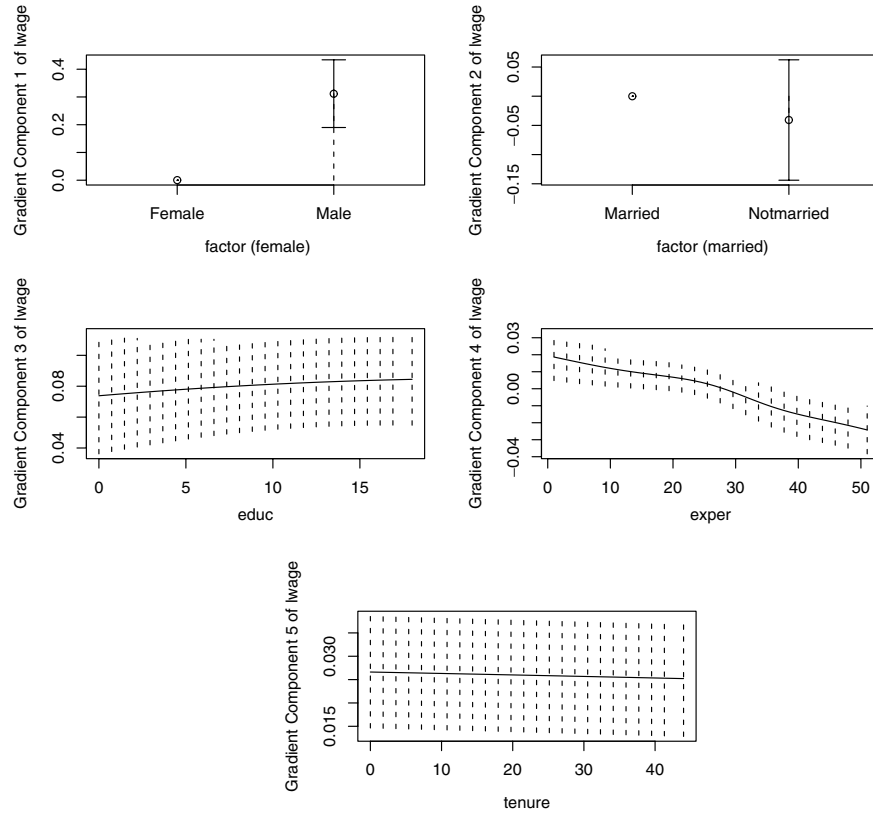 Gradient Component 1 of lwage
0.4
0.2
0.0
Female Male
factor (female)
Gradient Component 2 of lwage
0.05
−0.05
−0.15
Married Notmarried
factor (married)
Gradient Component 3 of lwage
0.08
0.04
0 5 10 15
educ
Gradient Component 4 of lwage
0.03
0.00
−0.04
0 10 20 30 40 50
exper
Gradient Component 5 of lwage
0.030
0.015
0 10 20 30 40
tenure